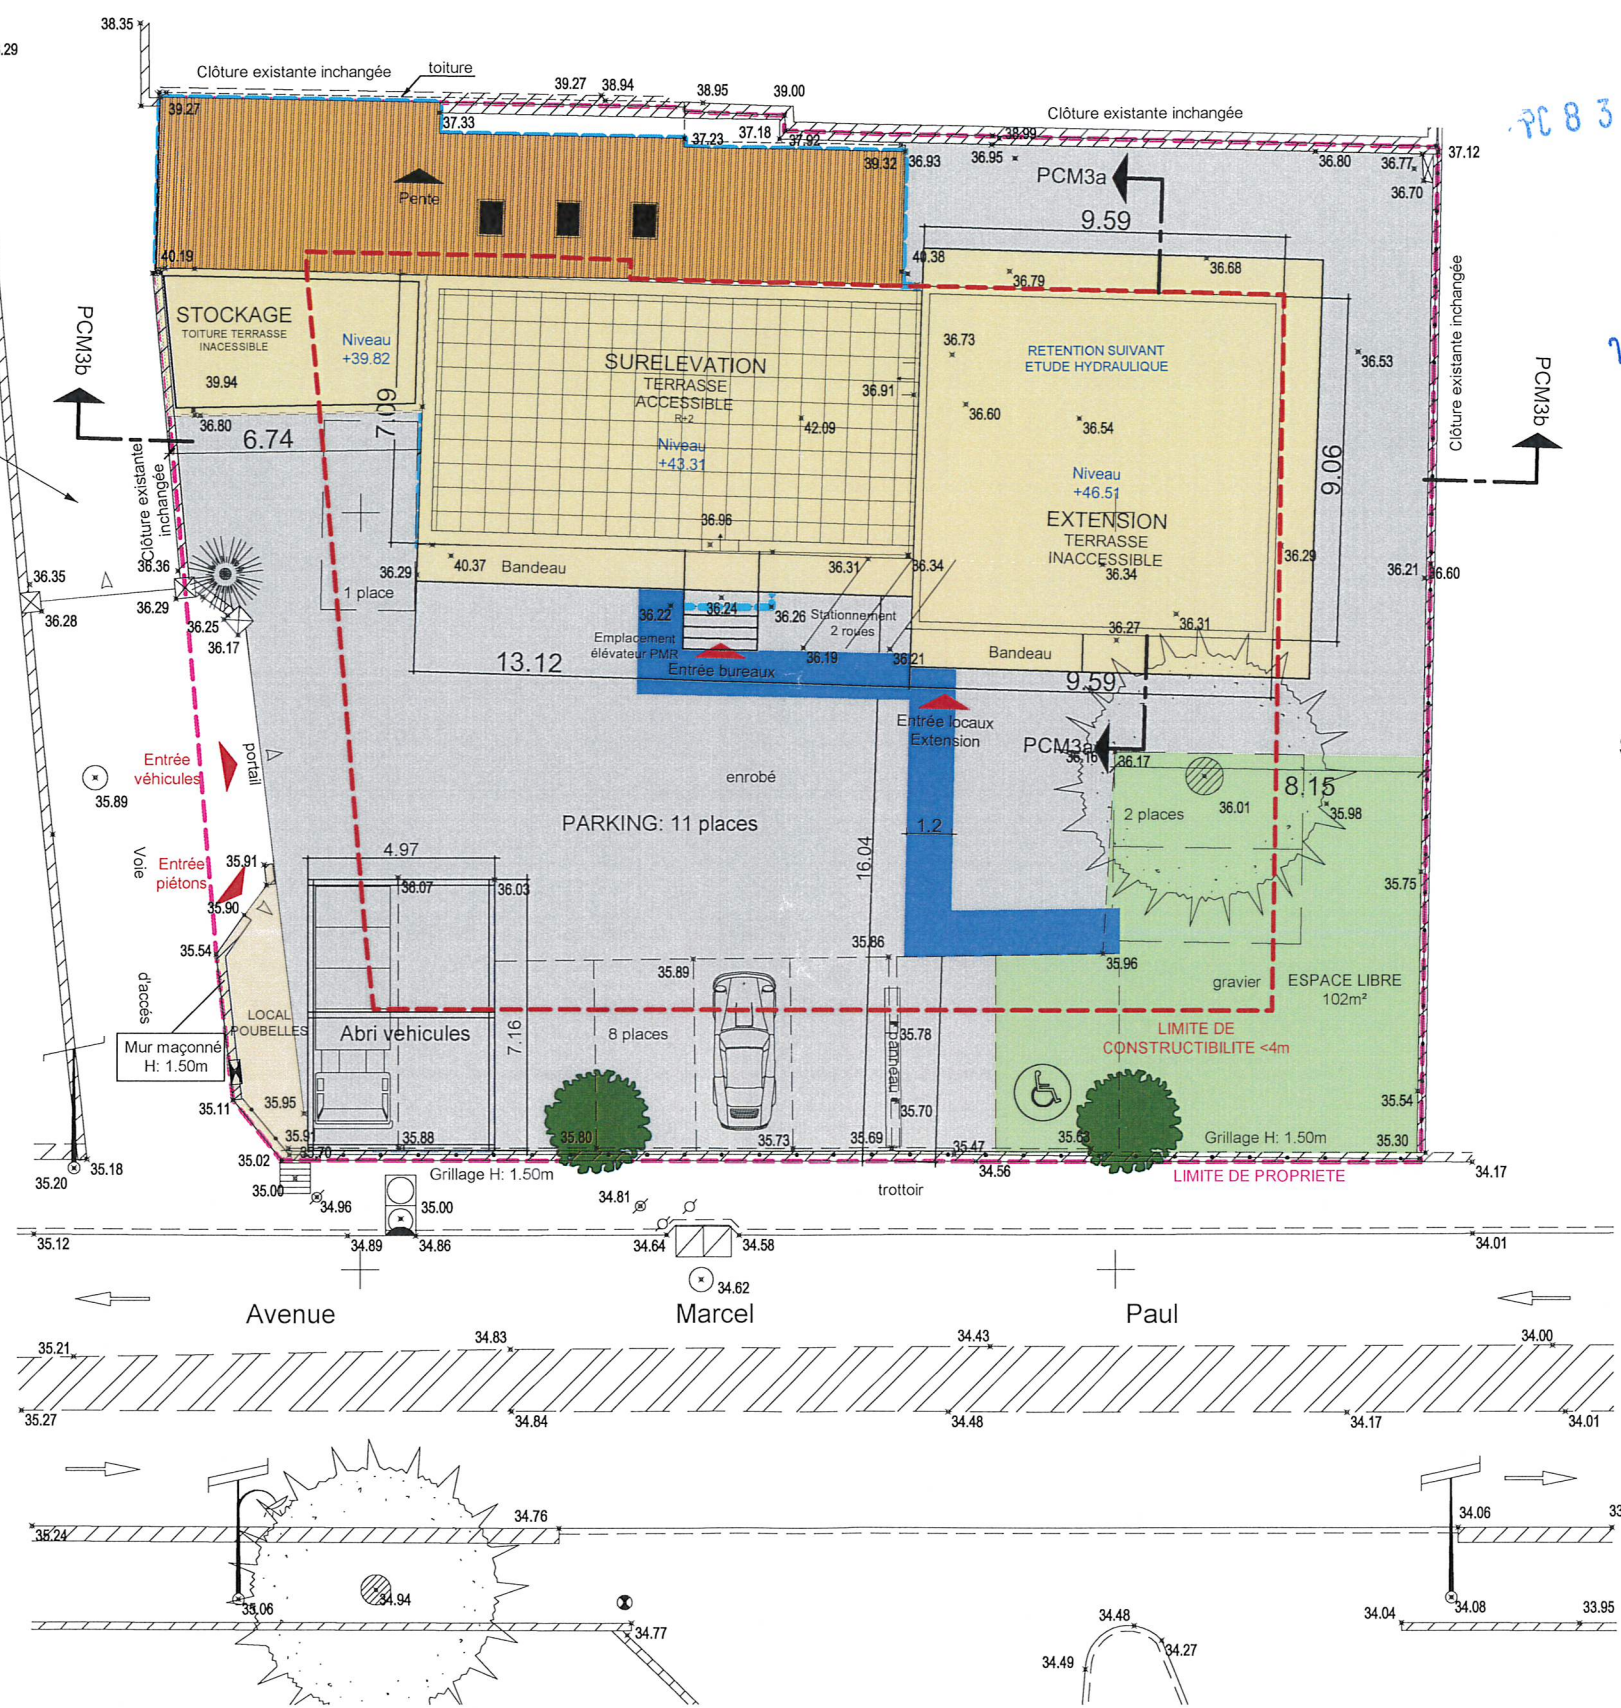 38.35
.29
Clôture existante inchangée
toiture
39.27
38.94
38.95
39.00
Clôture existante inchangée
PC 8 3
39.27
37.33
37.23
37.18
37.92
38.99
39.32
36.93
36.95
36.80
36.77
37.12
36.70
PCM3a
Pente
9.59
40.19
40.38
36.79
36.68
Clôture existante inchangée
STOCKAGE
TOITURE TERRASSE
INACESSIBLE
Niveau
+39.82
39.94
PCM3b
36.80
6.74
7.09
SURELEVATION
TERRASSE
ACCESSIBLE
R+2
Niveau
+43.31
42.09
36.91
36.96
36.73
36.60
RETENTION SUIVANT
ETUDE HYDRAULIQUE
36.54
Niveau
+46.51
EXTENSION
TERRASSE
INACCESSIBLE
36.34
36.53
9.06
PCM3b
36.29
36.21
36.60
Clôture existante
inchangée
36.36
36.35
36.28
36.29
36.25
36.17
1 place
36.29
40.37
Bandeau
36.31
36.34
36.22
36.24
36.26
Stationnement
2 roues
Emplacement
élévateur PMR
Entrée bureaux
36.19
36.21
13.12
36.27
36.31
Bandeau
9.59
Entrée locaux
Extension
PCM3a
36.16
36.17
Entrée
véhicules
portail
35.89
enrobé
PARKING: 11 places
1.2
16.04
8.15
36.01
2 places
35.98
Voie
d'accés
Entrée
piétons
35.91
35.90
35.54
4.97
36.07
36.03
35.86
35.89
35.96
35.75
gravier
ESPACE LIBRE
102m²
LOCAL
POUBELLES
Mur maçonné
H: 1.50m
Abri vehicules
7.16
8 places
35.78
panneau
35.70
LIMITE DE
CONSTRUCTIBILITE <4m
35.11
35.95
35.91
35.70
35.88
35.80
35.73
35.69
35.47
35.63
35.54
Grillage H: 1.50m
35.30
35.18
35.20
35.02
35.00
34.96
Grillage H: 1.50m
35.00
34.81
trottoir
34.56
LIMITE DE PROPRIETE
34.17
35.12
34.89
34.86
34.64
34.58
34.01
34.62
Avenue Marcel Paul
35.21
34.83
34.43
34.00
35.27
34.84
34.48
34.17
34.01
35.24
34.76
34.06
35.06
34.94
34.77
34.48
34.27
34.49
34.04
34.08
33.95